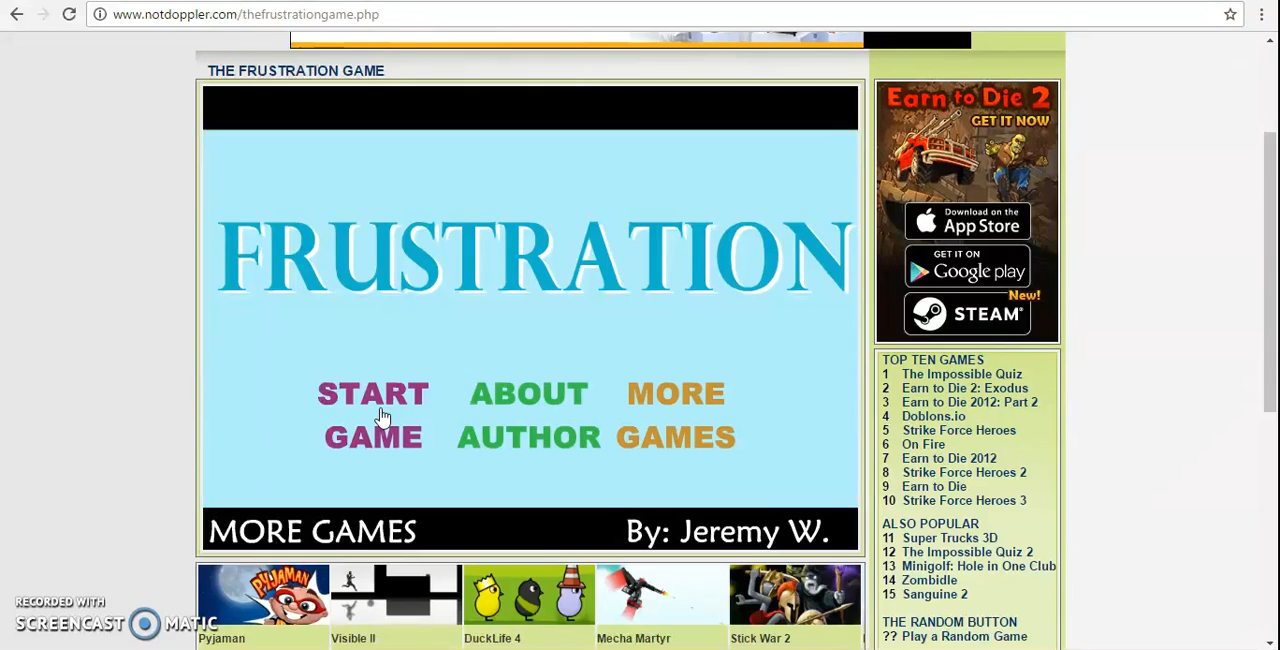 www.notdoppler.com/thefrustrationgame.php
THE FRUSTRATION GAME
FRUSTRATION
START ABOUT MORE
GAME AUTHOR GAMES
MORE GAMES By: Jeremy W.
Pyjaman Visible II DuckLife 4 Mecha Martyr Stick War 2
PYJAMAN
RECORDED WITH
SCREENCAST MATIC
Earn to Die 2
GET IT NOW
Download on the
App Store
GET IT ON
Google play
New!
STEAM
TOP TEN GAMES
1 The Impossible Quiz
2 Earn to Die 2: Exodus
3 Earn to Die 2012: Part 2
4 Doblons.io
5 Strike Force Heroes
6 On Fire
7 Earn to Die 2012
8 Strike Force Heroes 2
9 Earn to Die
10 Strike Force Heroes 3
ALSO POPULAR
11 Super Trucks 3D
12 The Impossible Quiz 2
13 Minigolf: Hole in One Club
14 Zombidle
15 Sanguine 2
THE RANDOM BUTTON
?? Play a Random Game